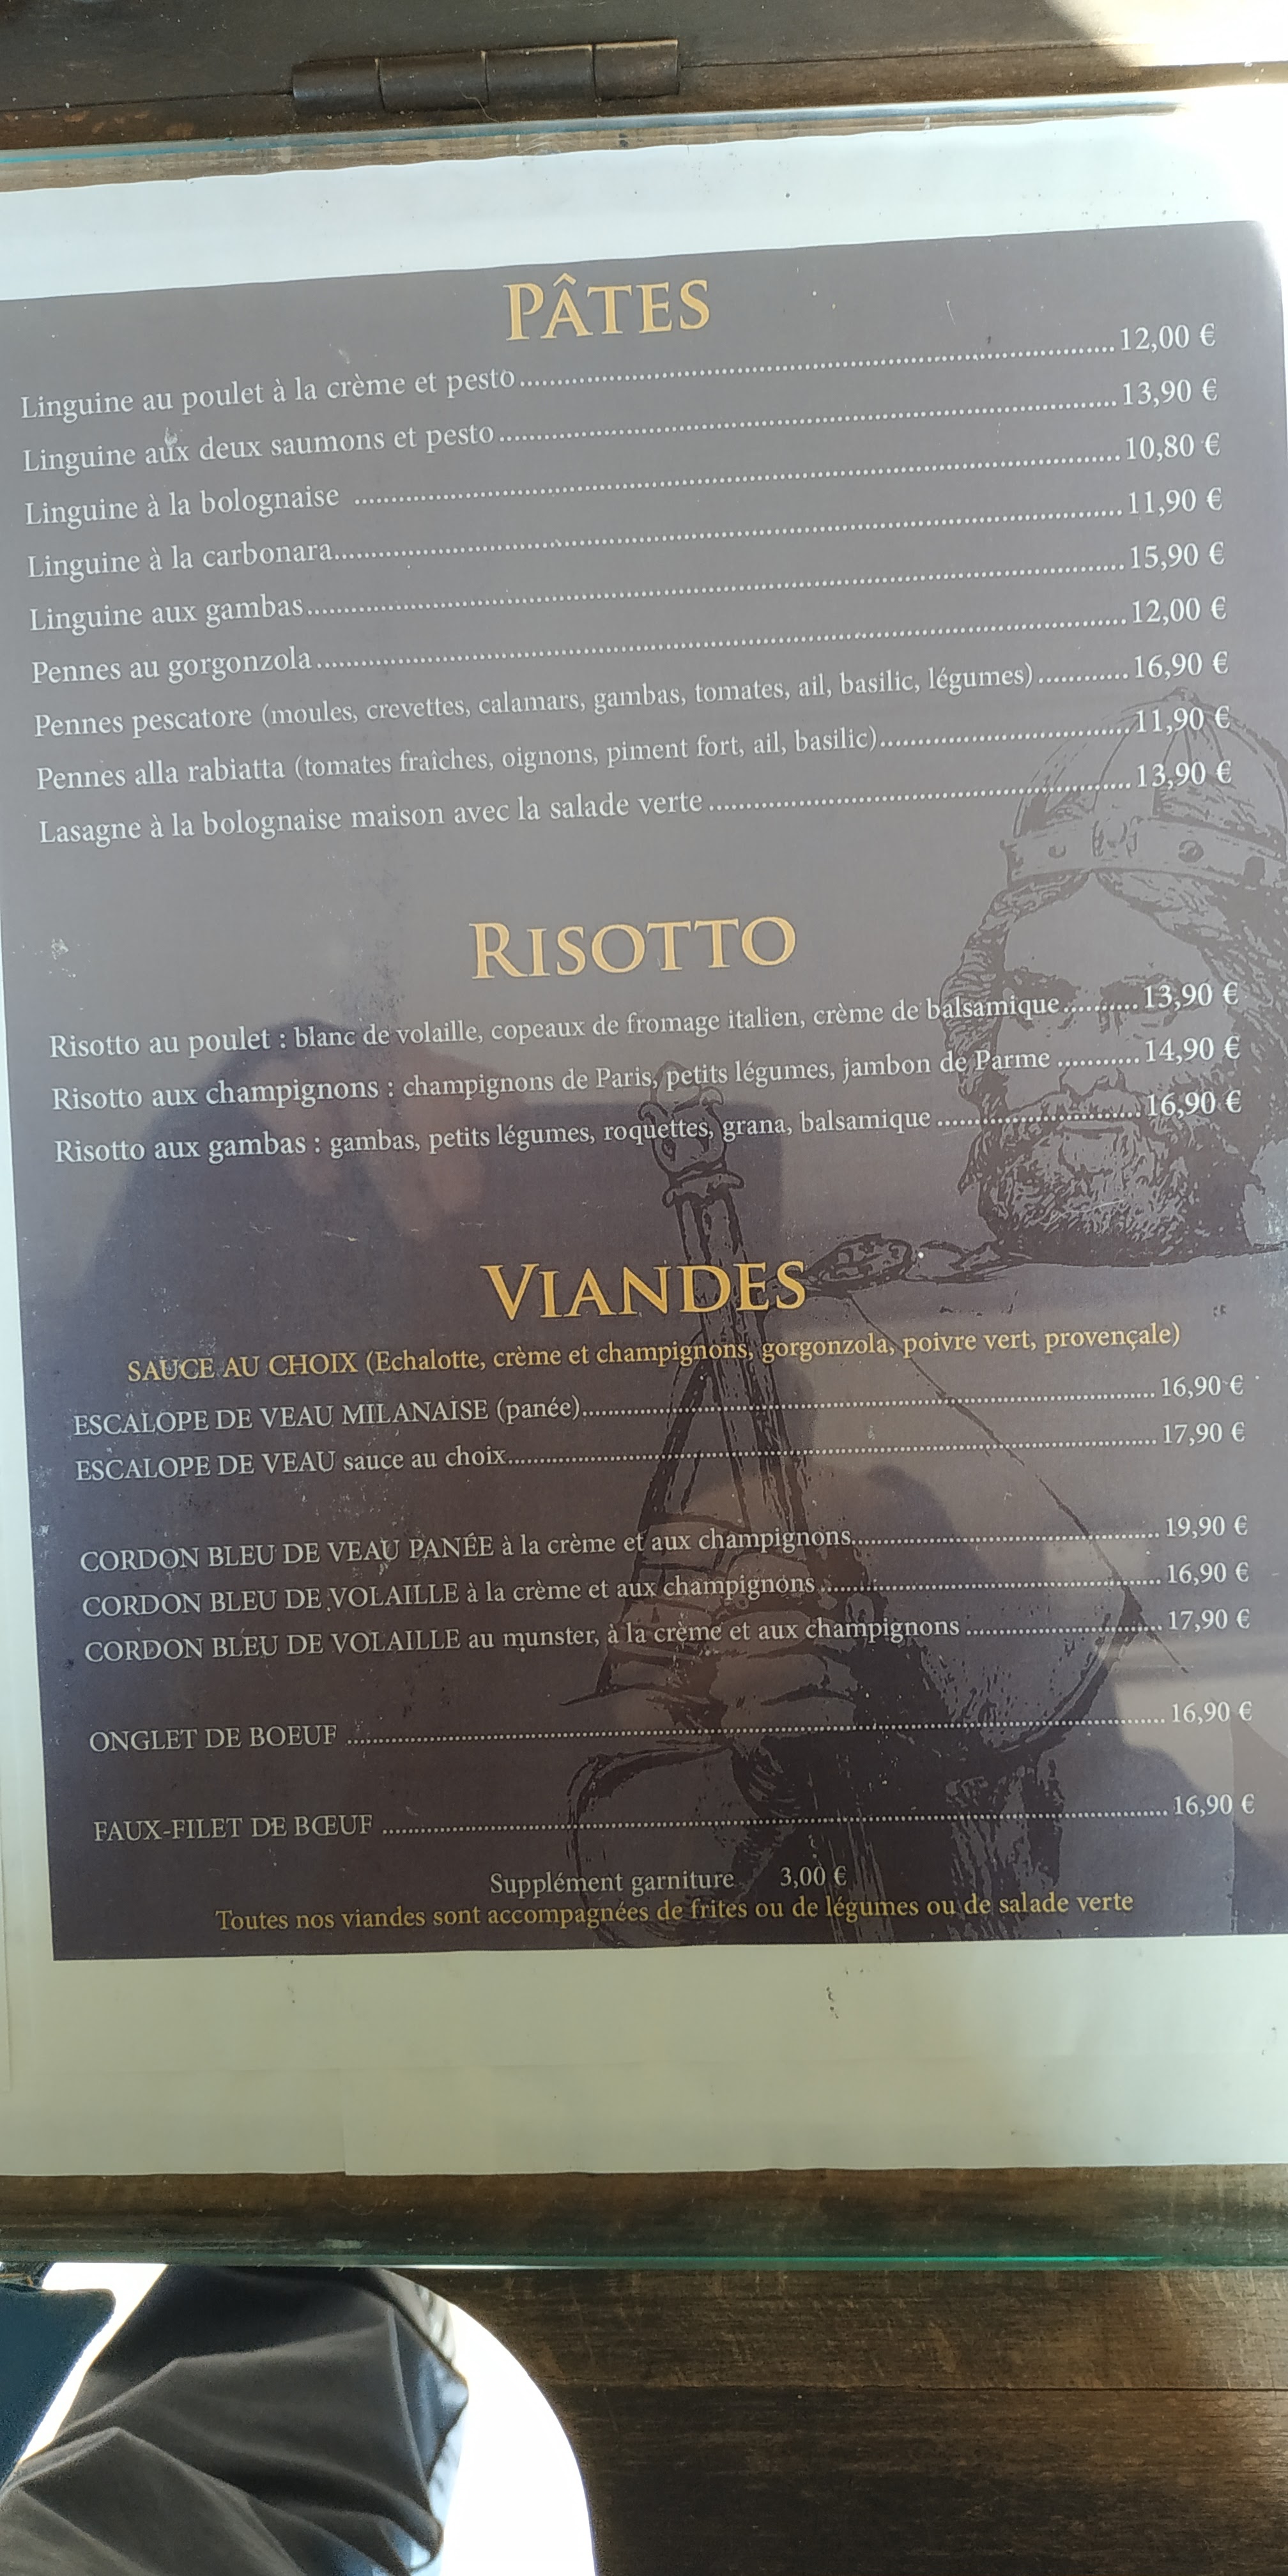 PÂTES
Linguine au poulet à la crème et pesto 12,00 €
Linguine aux deux saumons et pesto 13,90 €
Linguine à la bolognaise 10,80 €
Linguine à la carbonara 11,90 €
Linguine aux gambas 15,90 €
Pennes au gorgonzola 12,00 €
Pennes pescatore (moules, crevettes, calamars, gambas, tomates, ail, basilic, légumes) 16,90 €
Pennes alla rabiatta (tomates fraîches, oignons, piment fort, ail, basilic) 11,90 €
Lasagne à la bolognaise maison avec la salade verte 13,90 €
RISOTTO
Risotto au poulet : blanc de volaille, copeaux de fromage italien, crème de balsamique 13,90 €
Risotto aux champignons : champignons de Paris, petits légumes, jambon de Parme 14,90 €
Risotto aux gambas : gambas, petits légumes, roquettes, grana, balsamique 16,90 €
VIANDES
SAUCE AU CHOIX (Echalotte, crème et champignons, gorgonzola, poivre vert, provençale)
ESCALOPE DE VEAU MILANAISE (panée) 16,90 €
ESCALOPE DE VEAU sauce au choix 17,90 €
CORDON BLEU DE VEAU PANÉE à la crème et aux champignons 19,90 €
CORDON BLEU DE VOLAILLE à la crème et aux champignons 16,90 €
CORDON BLEU DE VOLAILLE au munster, à la crème et aux champignons 17,90 €
ONGLET DE BOEUF 16,90 €
FAUX-FILET DE BŒUF 16,90 €
Supplément garniture 3,00 €
Toutes nos viandes sont accompagnées de frites ou de légumes ou de salade verte